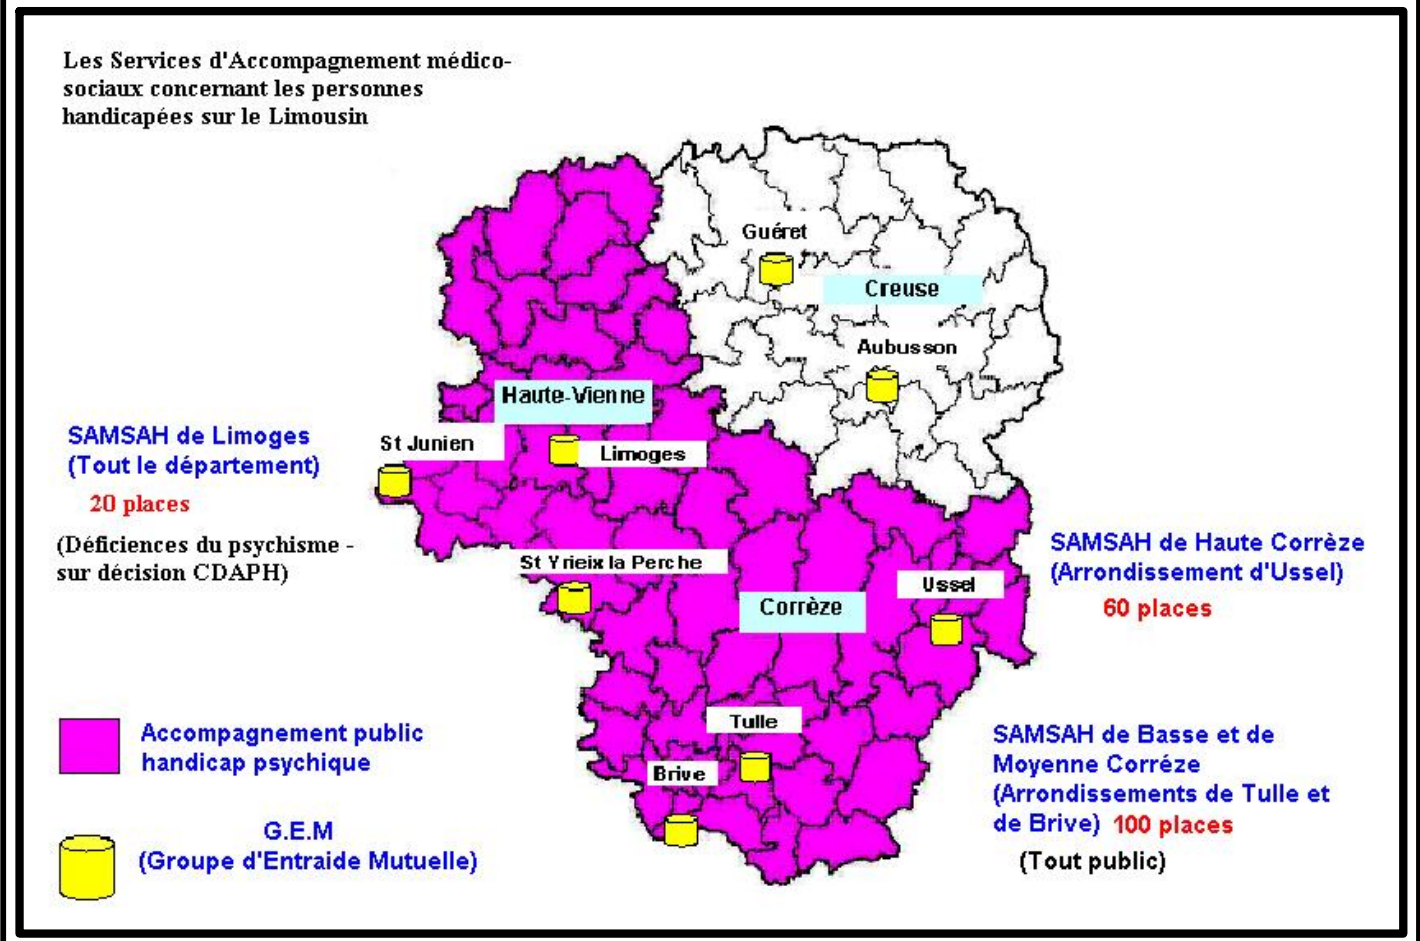 Les Services d'Accompagnement médico-
sociaux concernant les personnes
handicapées sur le Limousin
Guéret
Creuse
Aubusson
Haute-Vienne
St Junien
Limoges
SAMSAH de Limoges
(Tout le département)
20 places
(Déficiences du psychisme -
sur décision CDAPH)
St Yrieix la Perche
Corrèze
Ussel
SAMSAH de Haute Corrèze
(Arrondissement d'Ussel)
60 places
Tulle
Brive
SAMSAH de Basse et de
Moyenne Corréze
(Arrondissements de Tulle et
de Brive) 100 places
(Tout public)
Accompagnement public
handicap psychique
G.E.M
(Groupe d'Entraide Mutuelle)